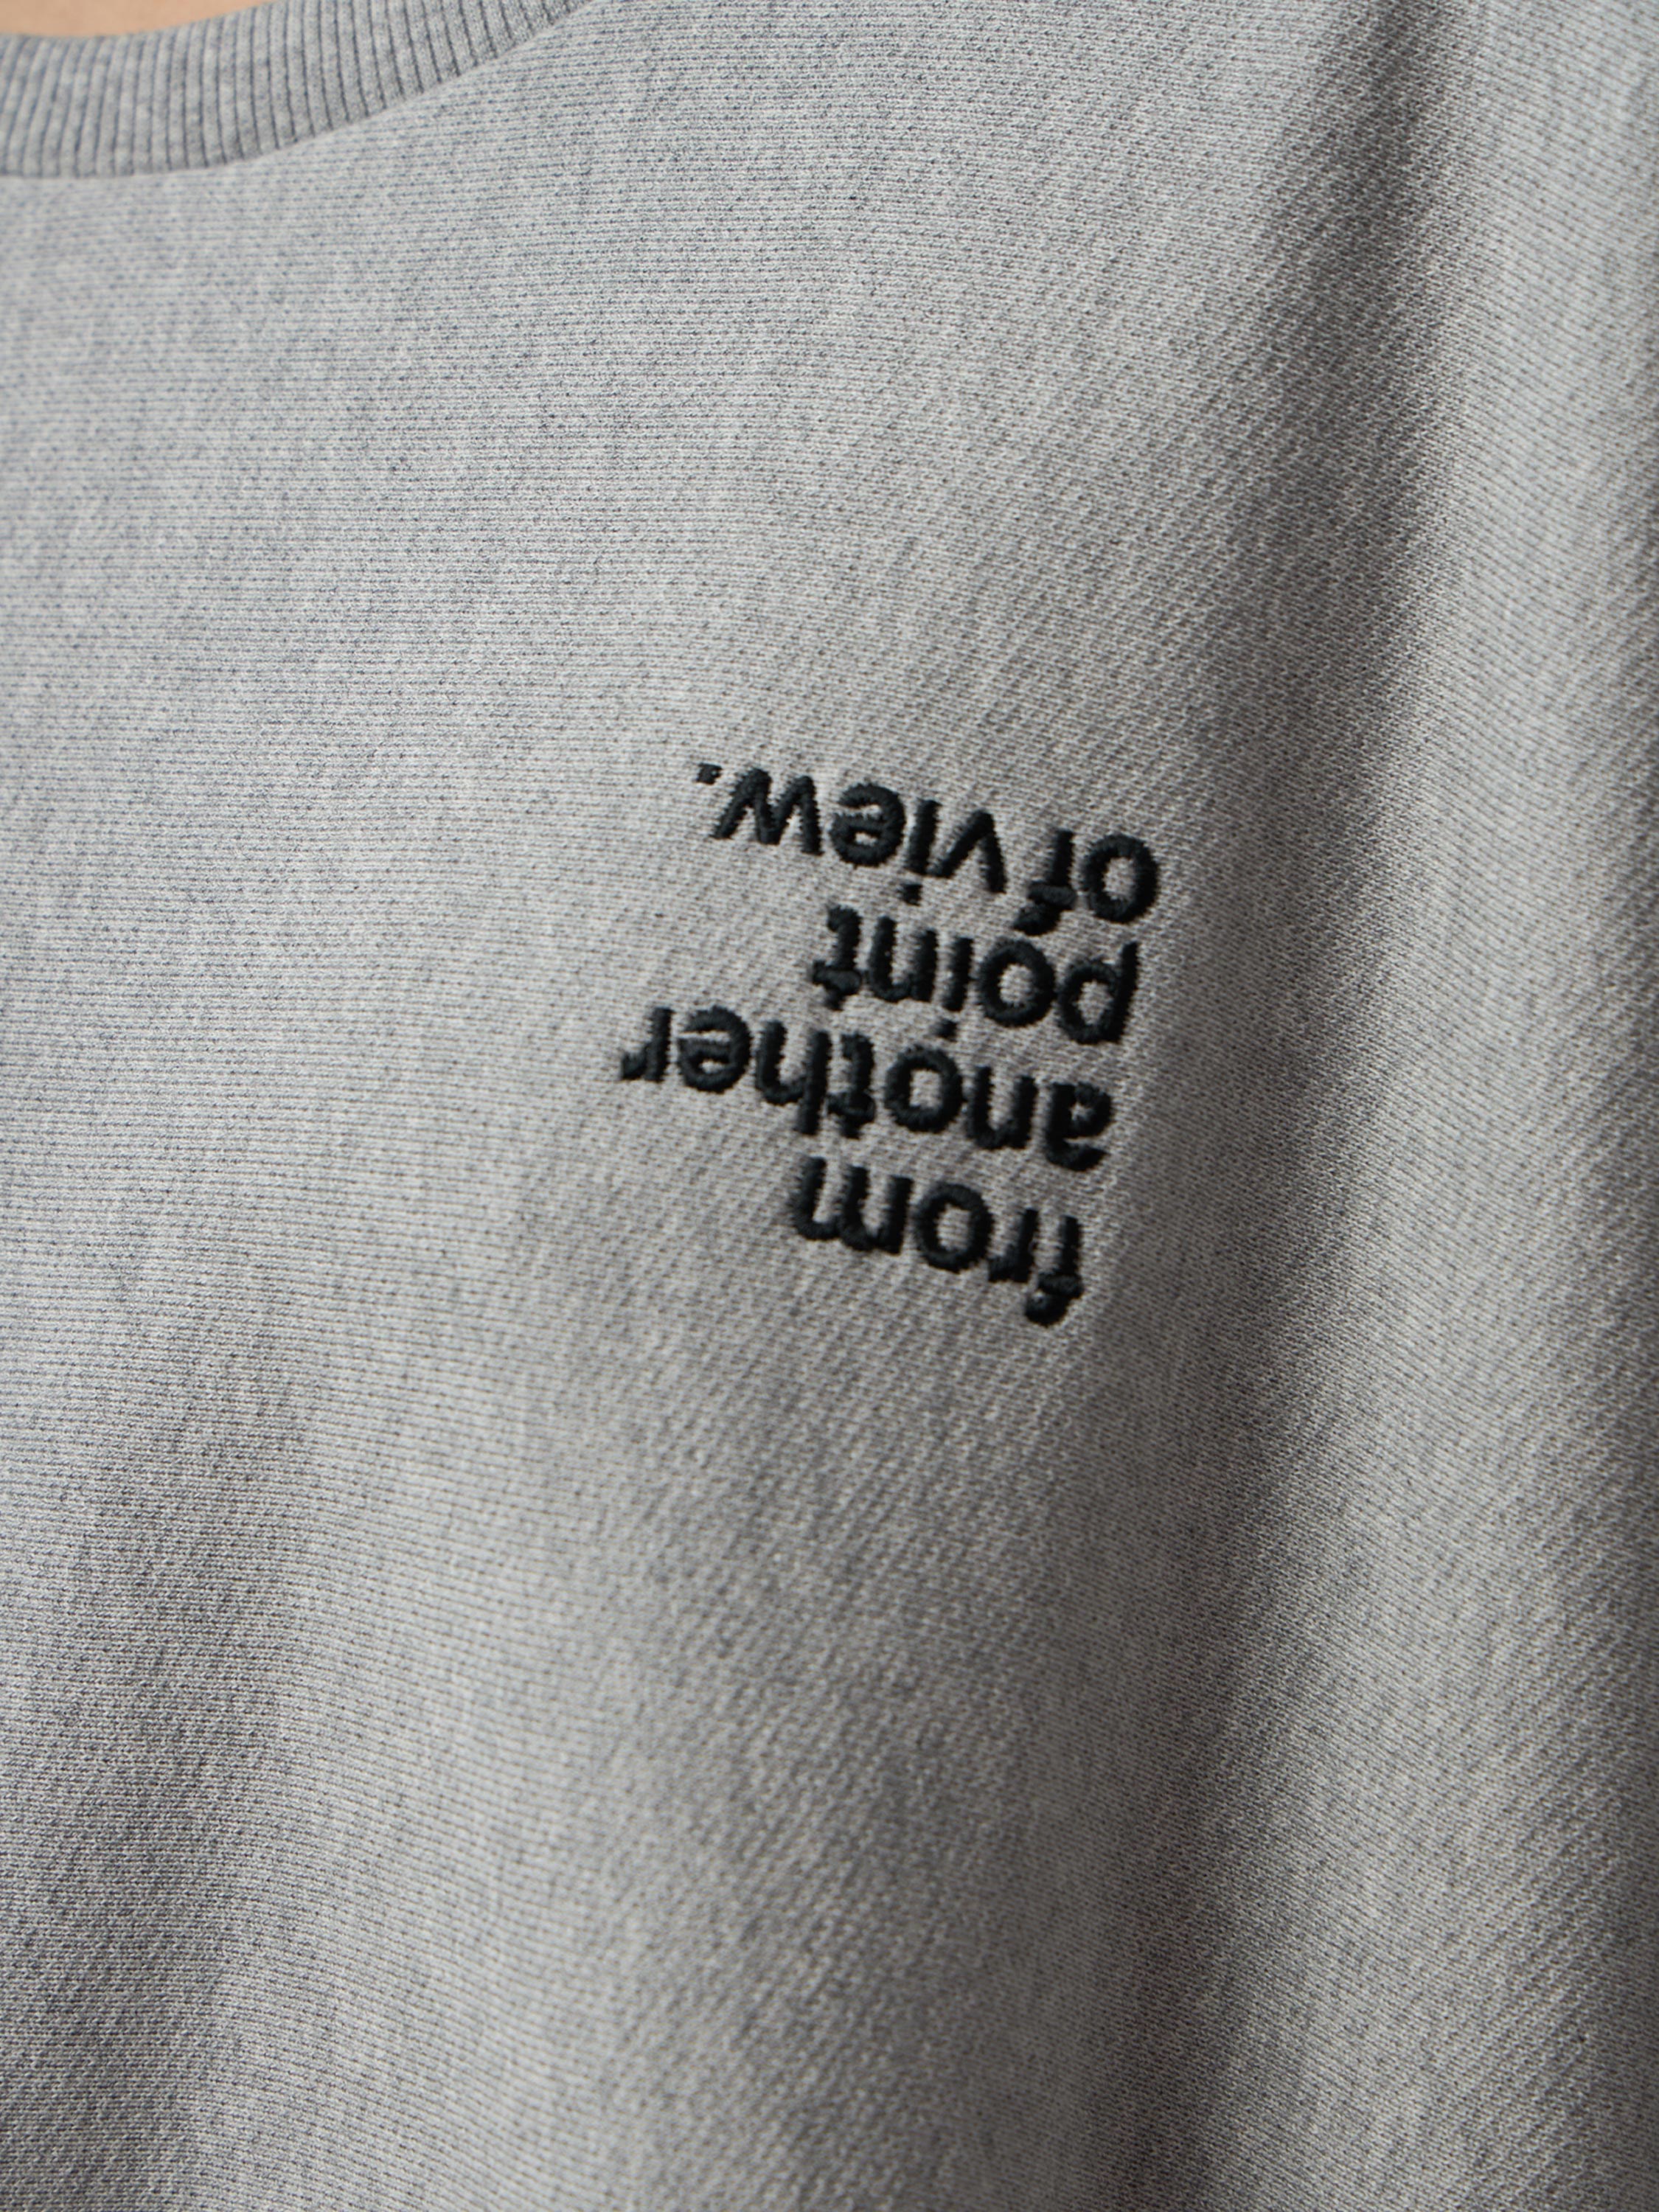 from
another
point
of view.